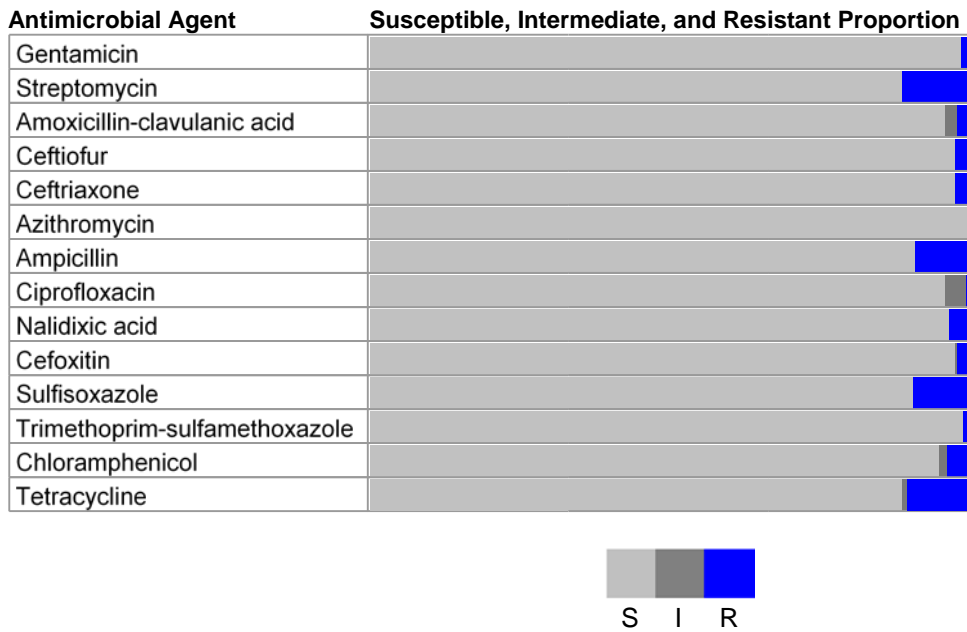 Antimicrobial Agent Susceptible, Intermediate, and Resistant Proportion
Gentamicin
Streptomycin
Amoxicillin-clavulanic acid
Ceftiofur
Ceftriaxone
Azithromycin
Ampicillin
Ciprofloxacin
Nalidixic acid
Cefoxitin
Sulfisoxazole
Trimethoprim-sulfamethoxazole
Chloramphenicol
Tetracycline
S I R